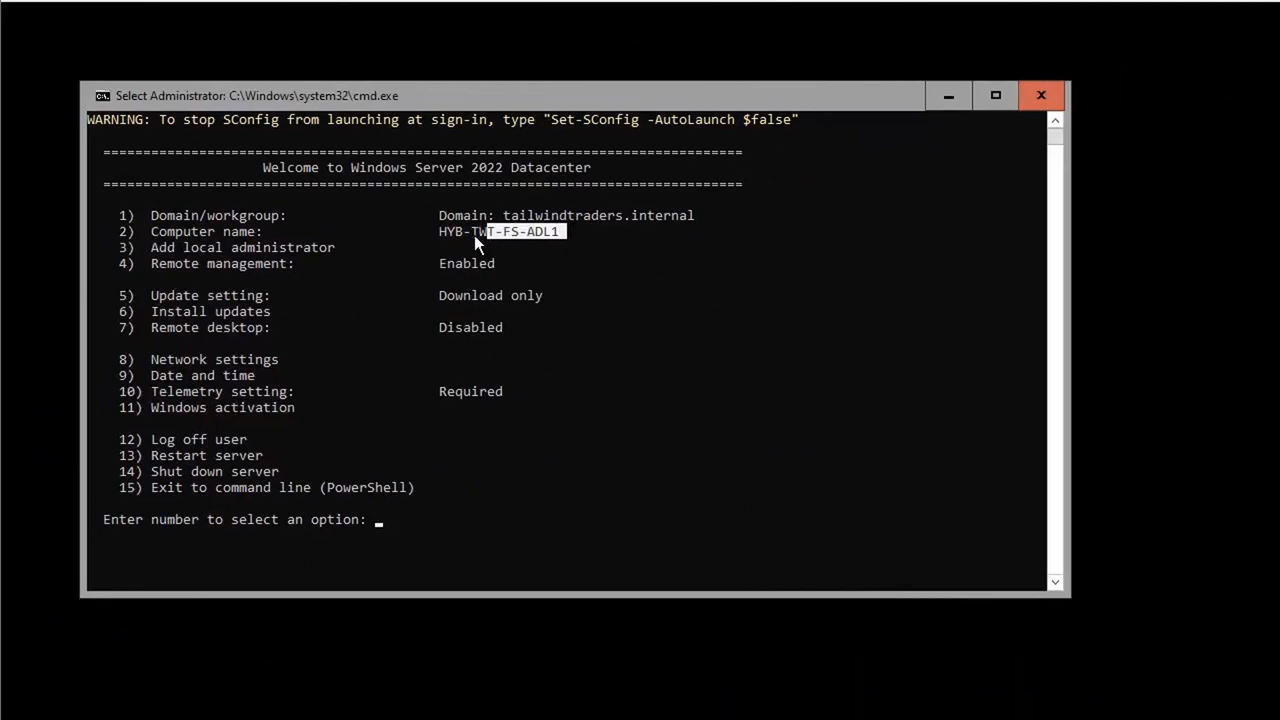 Select Administrator: C:\Windows\system32\cmd.exe
WARNING: To stop SConfig from launching at sign-in, type "Set-SConfig -AutoLaunch $false"
===============================================================================
Welcome to Windows Server 2022 Datacenter
===============================================================================
1) Domain/workgroup: Domain: tailwindtraders.internal
2) Computer name: HYB-TWT-FS-ADL1
3) Add local administrator
4) Remote management: Enabled
5) Update setting: Download only
6) Install updates
7) Remote desktop: Disabled
8) Network settings
9) Date and time
10) Telemetry setting: Required
11) Windows activation
12) Log off user
13) Restart server
14) Shut down server
15) Exit to command line (PowerShell)
Enter number to select an option: